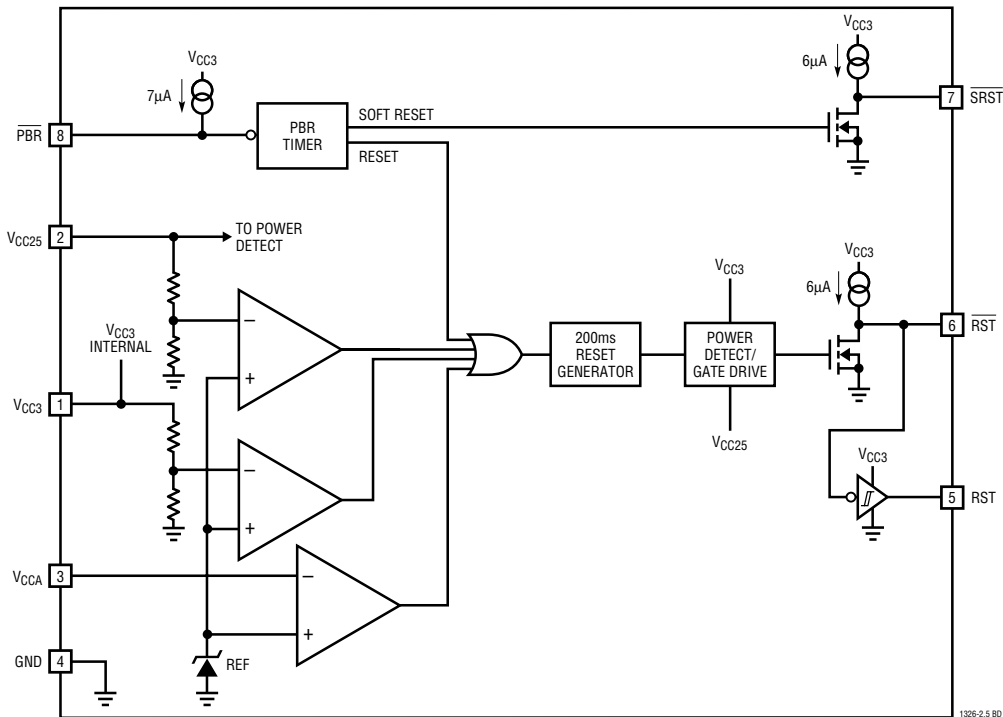 VCC3
7µA
PBR
8
PBR
TIMER
SOFT RESET
RESET
VCC3
6µA
7
SRST
VCC25
2
TO POWER
DETECT
VCC3
INTERNAL
VCC3
1
−
+
−
+
VCCA
3
−
+
GND
4
REF
200ms
RESET
GENERATOR
VCC3
POWER
DETECT/
GATE DRIVE
VCC25
VCC3
6µA
6
RST
VCC3
5
RST
1326-2.5 BD